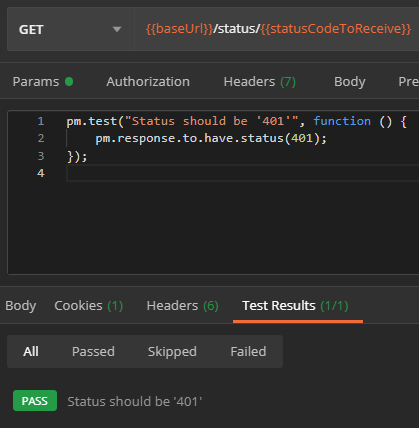 GET {{baseUrl}}/status/{{statusCodeToReceive}}
Params Authorization Headers (7) Body Pre
1 pm.test("Status should be '401'", function () {
2 pm.response.to.have.status(401);
3 });
4
Body Cookies (1) Headers (6) Test Results (1/1)
All Passed Skipped Failed
PASS Status should be '401'